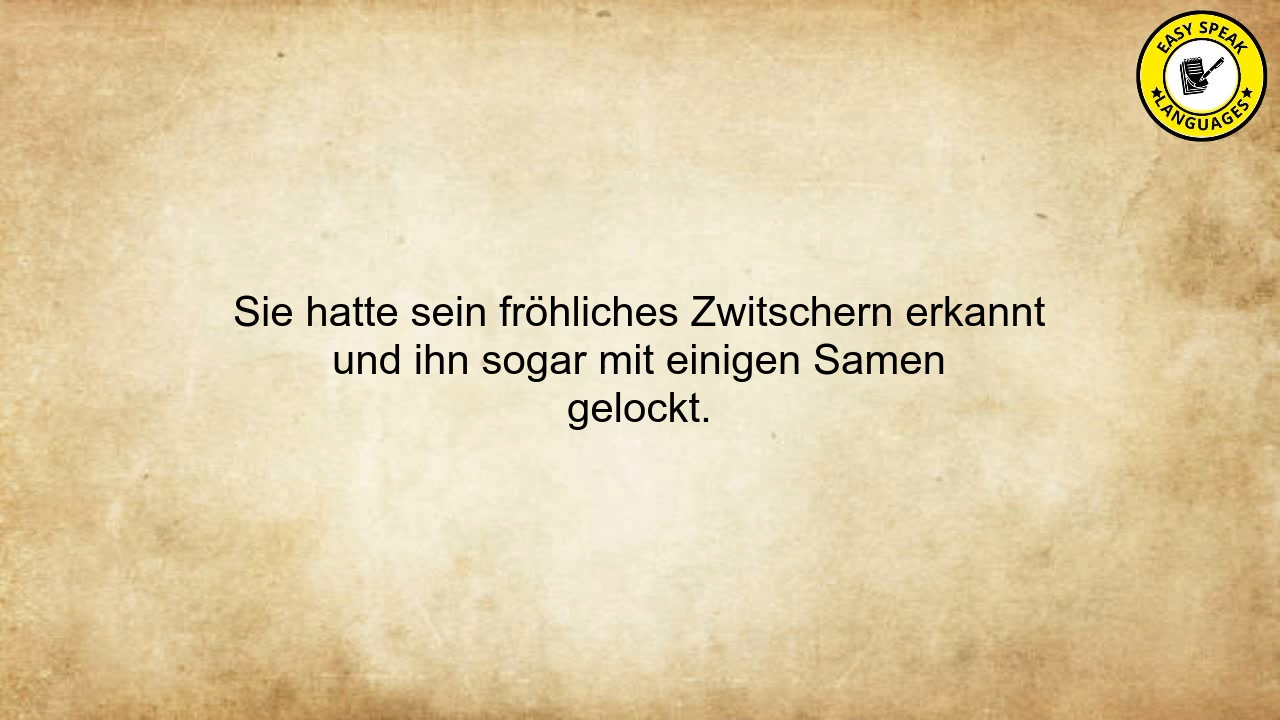 EASY SPEAK
LANGUAGES
Sie hatte sein fröhliches Zwitschern erkannt
und ihn sogar mit einigen Samen
gelockt.